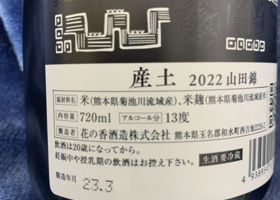 産土 2022 山田錦
原材料名 米(熊本県菊池川流域産)、米麹(熊本県菊池川流域産)
内容量 720ml アルコール分 13度
製造者 花の香酒造株式会社 熊本県玉名郡和水町西吉地2226-2
飲酒は20歳になってから。
妊娠中や授乳期の飲酒はお控え下さい。
生酒 要冷蔵
製造年月 23.3